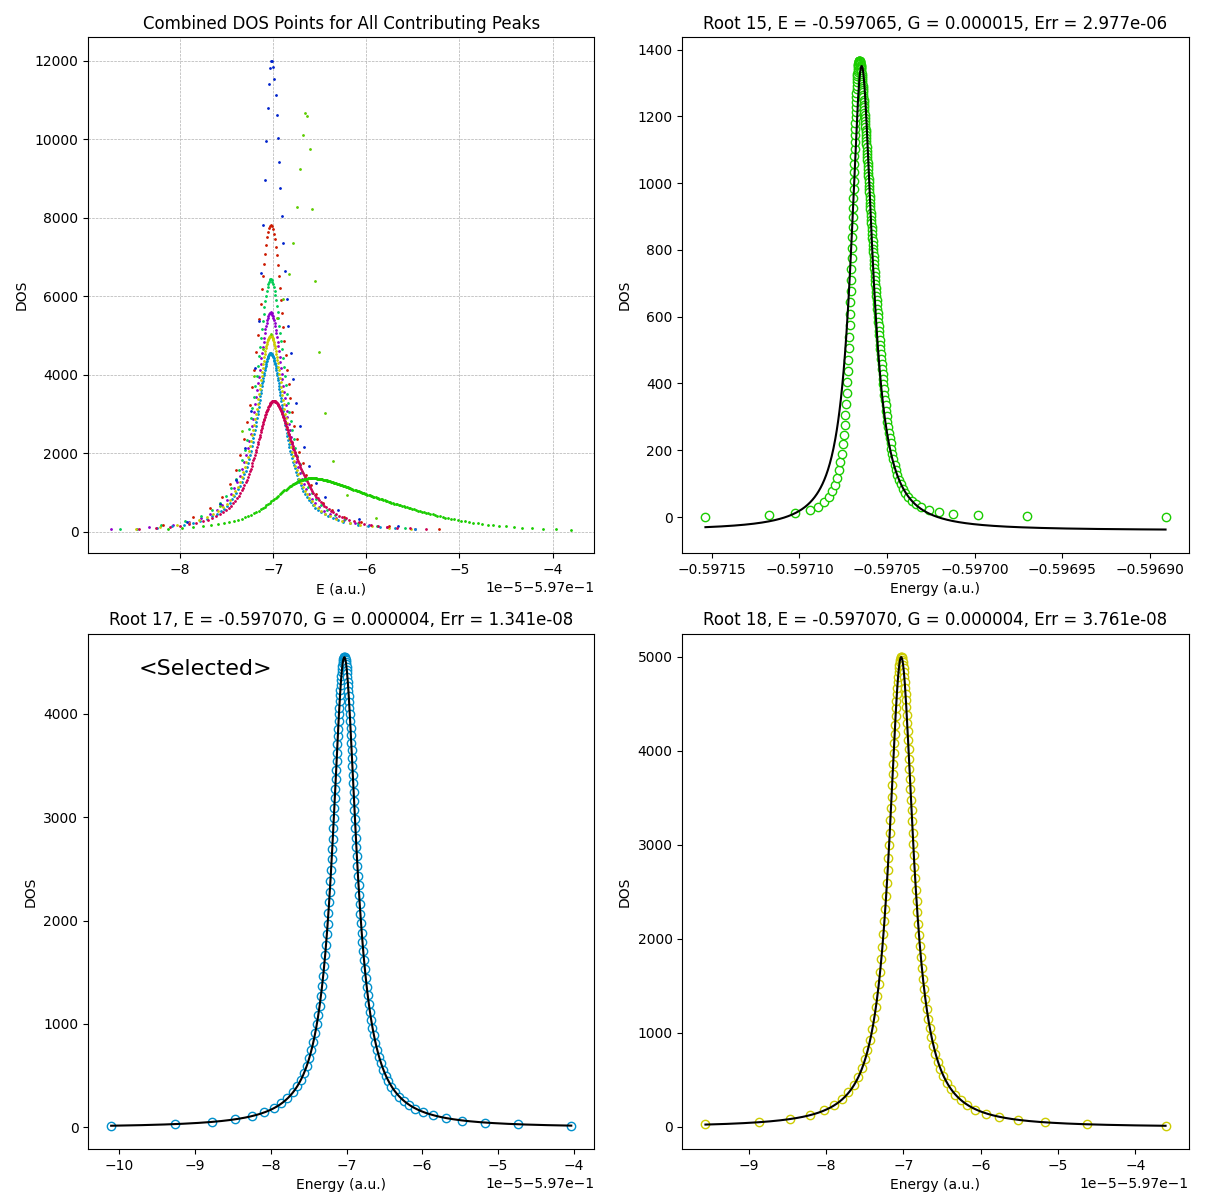 Combined DOS Points for All Contributing Peaks
DOS
12000
10000
8000
6000
4000
2000
0
−8 −7 −6 −5 −4
1e−5−5.97e−1
E (a.u.)
Root 15, E = -0.597065, G = 0.000015, Err = 2.977e-06
DOS
1400
1200
1000
800
600
400
200
0
−0.59715 −0.59710 −0.59705 −0.59700 −0.59695 −0.59690
Energy (a.u.)
Root 17, E = -0.597070, G = 0.000004, Err = 1.341e-08
<Selected>
DOS
4000
3000
2000
1000
0
−10 −9 −8 −7 −6 −5 −4
1e−5−5.97e−1
Energy (a.u.)
Root 18, E = -0.597070, G = 0.000004, Err = 3.761e-08
DOS
5000
4000
3000
2000
1000
0
−9 −8 −7 −6 −5 −4
1e−5−5.97e−1
Energy (a.u.)